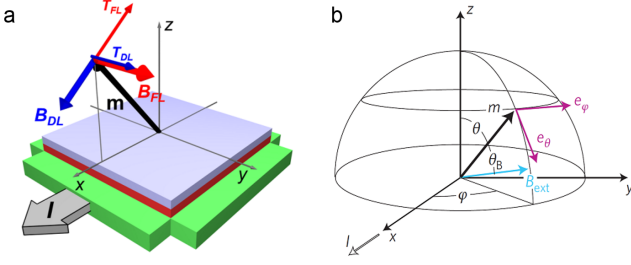 a
T_FL
z
T_DL
B_DL
m
B_FL
x
y
I
b
z
m
e_φ
θ
e_θ
θ_B
B_ext
y
φ
I
x